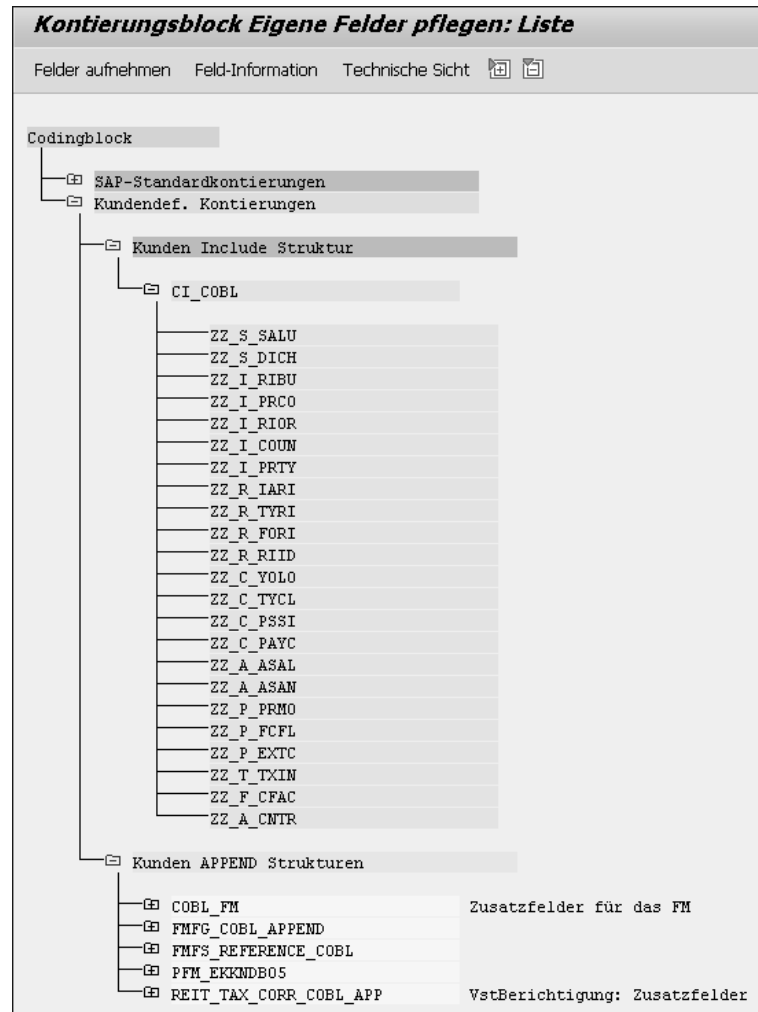 Kontierungsblock Eigene Felder pflegen: Liste
Felder aufnehmen Feld-Information Technische Sicht
Codingblock
SAP-Standardkontierungen
Kundendef. Kontierungen
Kunden Include Struktur
CI_COBL
ZZ_S_SALU
ZZ_S_DICH
ZZ_I_RIBU
ZZ_I_PRCO
ZZ_I_RIOR
ZZ_I_COUN
ZZ_I_PRTY
ZZ_R_IARI
ZZ_R_TYRI
ZZ_R_FORI
ZZ_R_RIID
ZZ_C_YOLO
ZZ_C_TYCL
ZZ_C_PSSI
ZZ_C_PAYC
ZZ_A_ASAL
ZZ_A_ASAN
ZZ_P_PRMO
ZZ_P_FCFL
ZZ_P_EXTC
ZZ_T_TXIN
ZZ_F_CFAC
ZZ_A_CNTR
Kunden APPEND Strukturen
COBL_FM Zusatzfelder für das FM
FMFG_COBL_APPEND
FMFS_REFERENCE_COBL
PFM_EKKNDB05
REIT_TAX_CORR_COBL_APP VstBerichtigung: Zusatzfelder